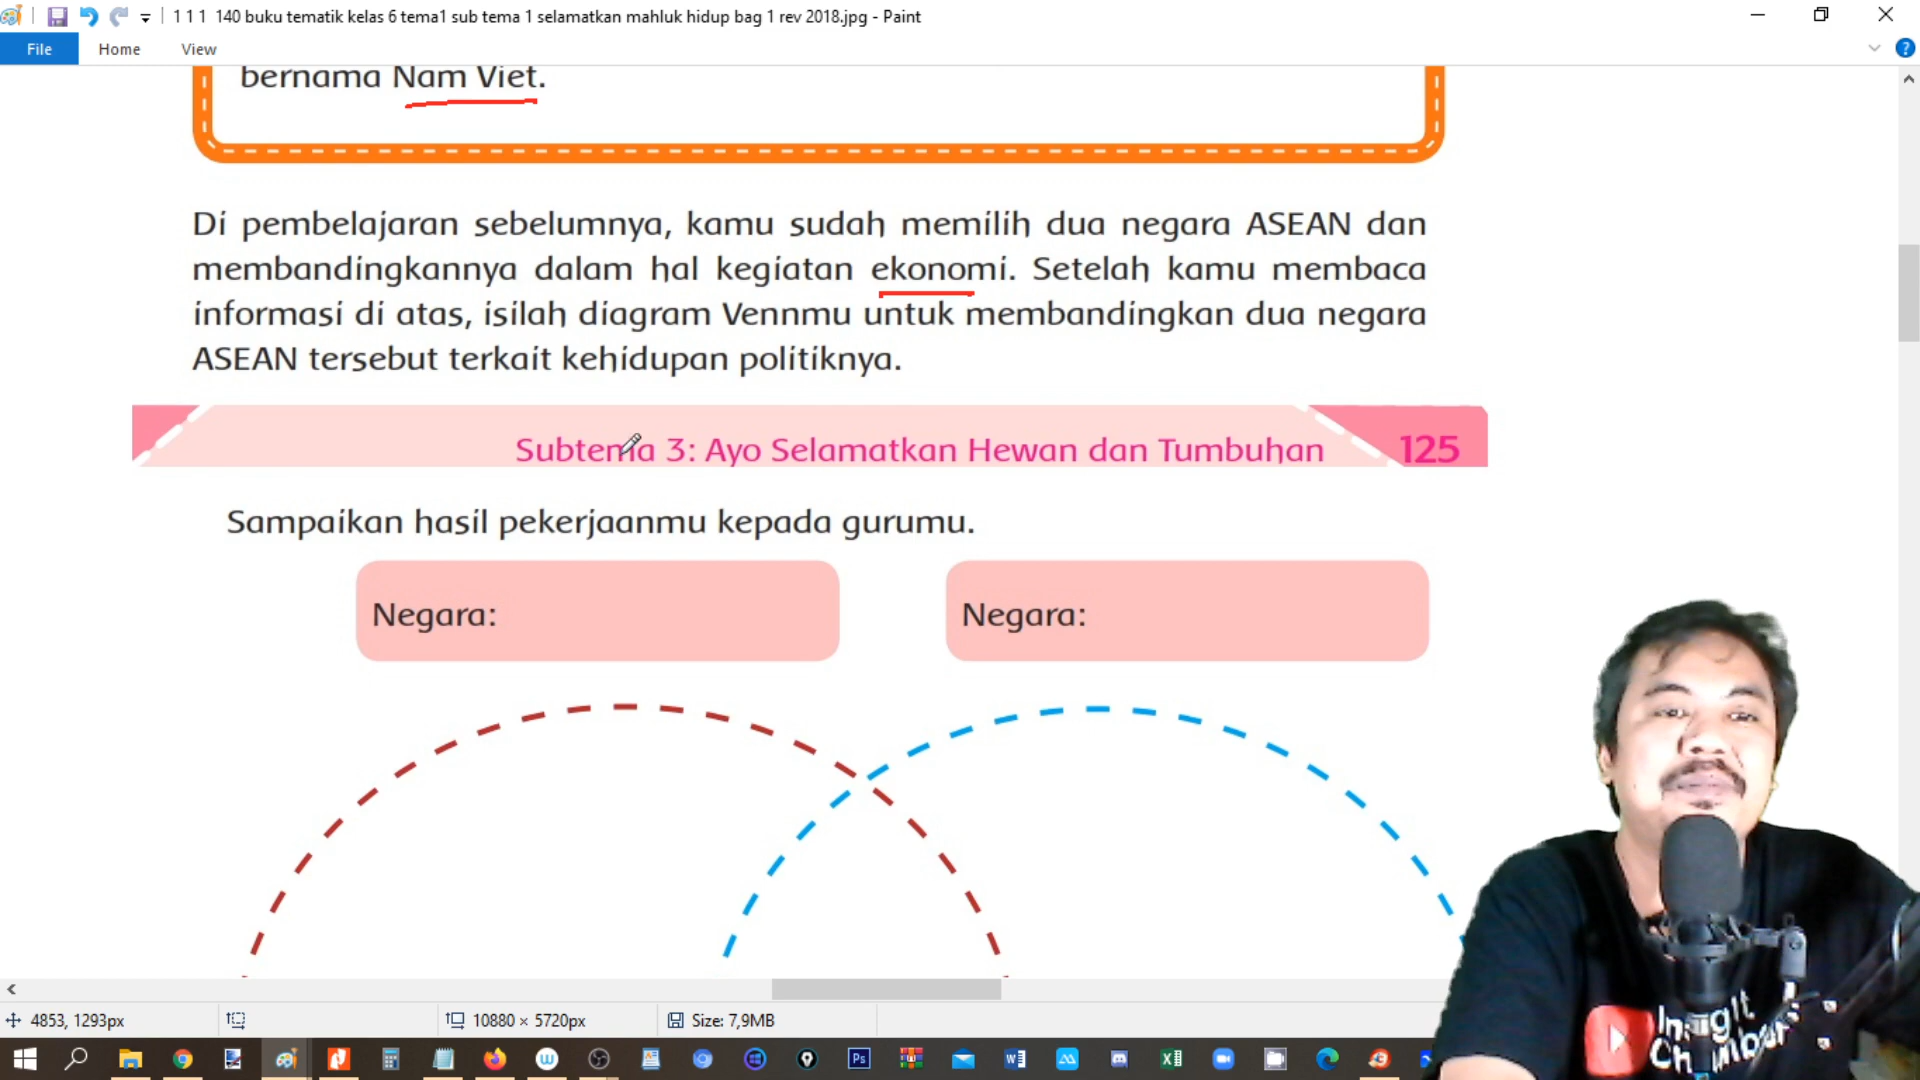 1 1 1  140 buku tematik kelas 6 tema1 sub tema 1 selamatkan mahluk hidup bag 1 rev 2018.jpg - Paint
File Home View
bernama Nam Viet.
Di pembelajaran sebelumnya, kamu sudah memilih dua negara ASEAN dan
membandingkannya dalam hal kegiatan ekonomi. Setelah kamu membaca
informasi di atas, isilah diagram Vennmu untuk membandingkan dua negara
ASEAN tersebut terkait kehidupan politiknya.
Subtema 3: Ayo Selamatkan Hewan dan Tumbuhan 125
Sampaikan hasil pekerjaanmu kepada gurumu.
Negara: Negara:
4853, 1293px 10880 × 5720px Size: 7,9MB
Ps